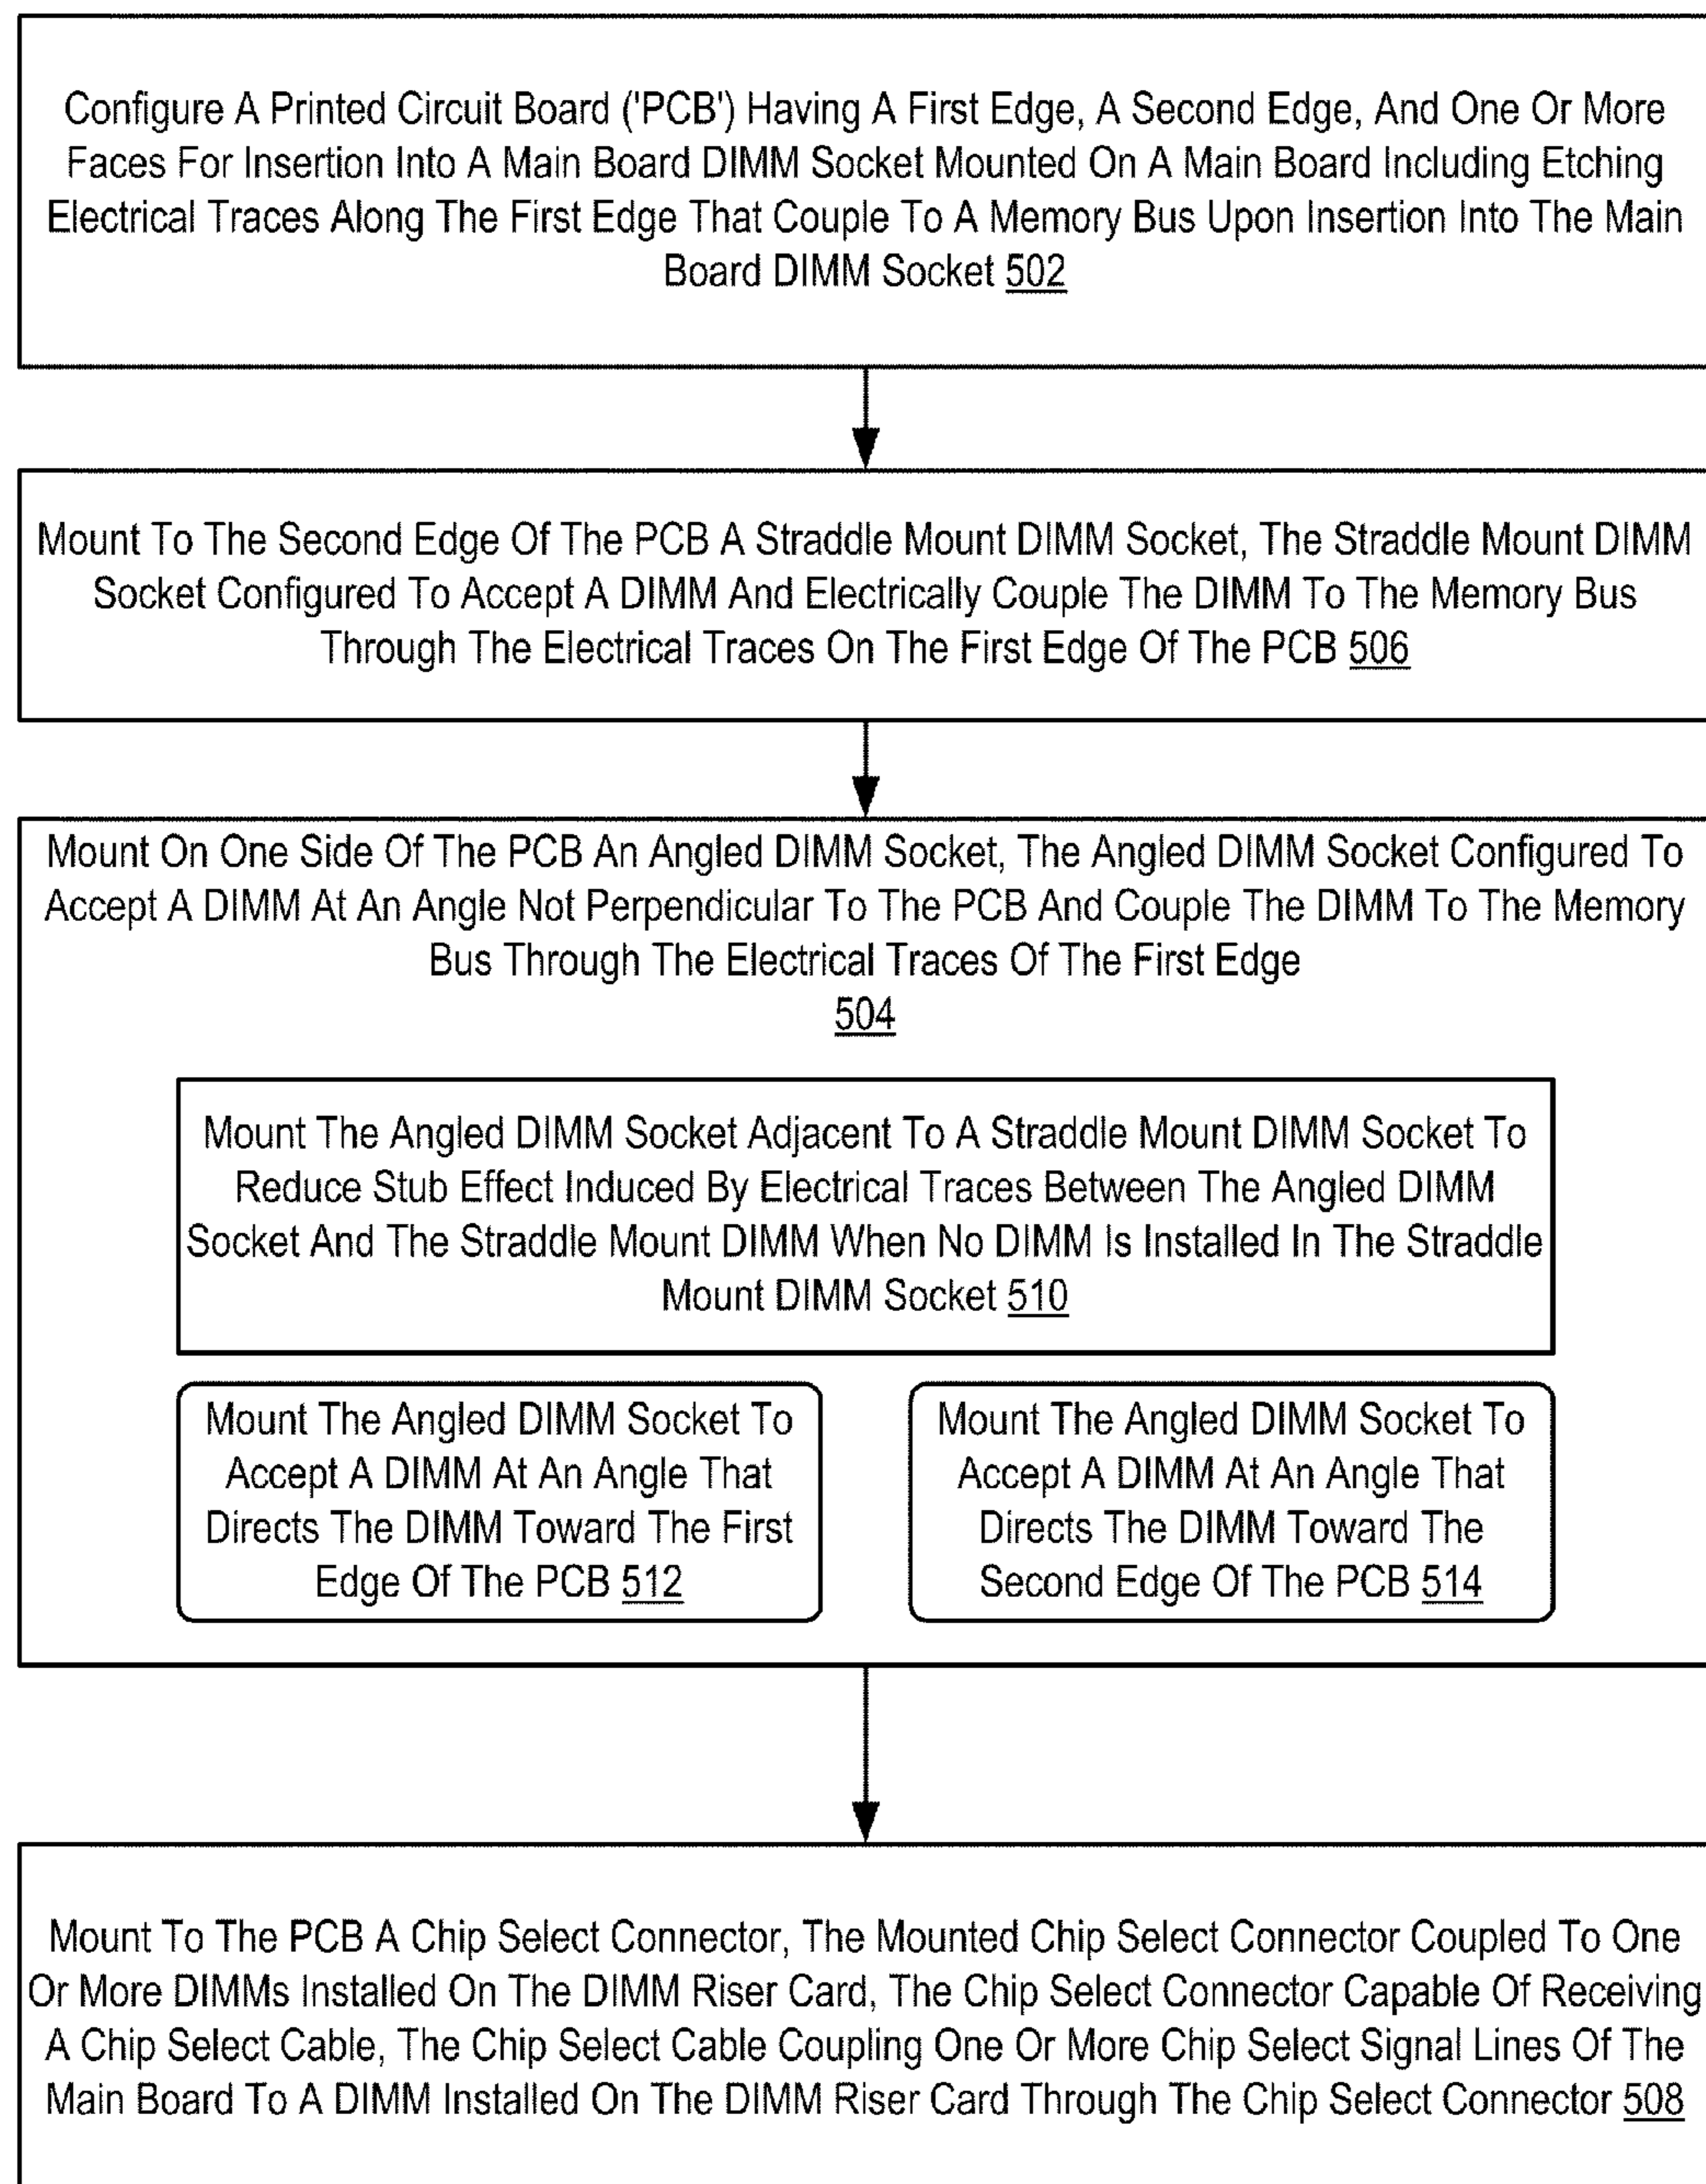 Configure A Printed Circuit Board ('PCB') Having A First Edge, A Second Edge, And One Or More
Faces For Insertion Into A Main Board DIMM Socket Mounted On A Main Board Including Etching
Electrical Traces Along The First Edge That Couple To A Memory Bus Upon Insertion Into The Main
Board DIMM Socket 502
Mount To The Second Edge Of The PCB A Straddle Mount DIMM Socket, The Straddle Mount DIMM
Socket Configured To Accept A DIMM And Electrically Couple The DIMM To The Memory Bus
Through The Electrical Traces On The First Edge Of The PCB 506
Mount On One Side Of The PCB An Angled DIMM Socket, The Angled DIMM Socket Configured To
Accept A DIMM At An Angle Not Perpendicular To The PCB And Couple The DIMM To The Memory
Bus Through The Electrical Traces Of The First Edge
504
Mount The Angled DIMM Socket Adjacent To A Straddle Mount DIMM Socket To
Reduce Stub Effect Induced By Electrical Traces Between The Angled DIMM
Socket And The Straddle Mount DIMM When No DIMM Is Installed In The Straddle
Mount DIMM Socket 510
Mount The Angled DIMM Socket To
Accept A DIMM At An Angle That
Directs The DIMM Toward The First
Edge Of The PCB 512
Mount The Angled DIMM Socket To
Accept A DIMM At An Angle That
Directs The DIMM Toward The
Second Edge Of The PCB 514
Mount To The PCB A Chip Select Connector, The Mounted Chip Select Connector Coupled To One
Or More DIMMs Installed On The DIMM Riser Card, The Chip Select Connector Capable Of Receiving
A Chip Select Cable, The Chip Select Cable Coupling One Or More Chip Select Signal Lines Of The
Main Board To A DIMM Installed On The DIMM Riser Card Through The Chip Select Connector 508